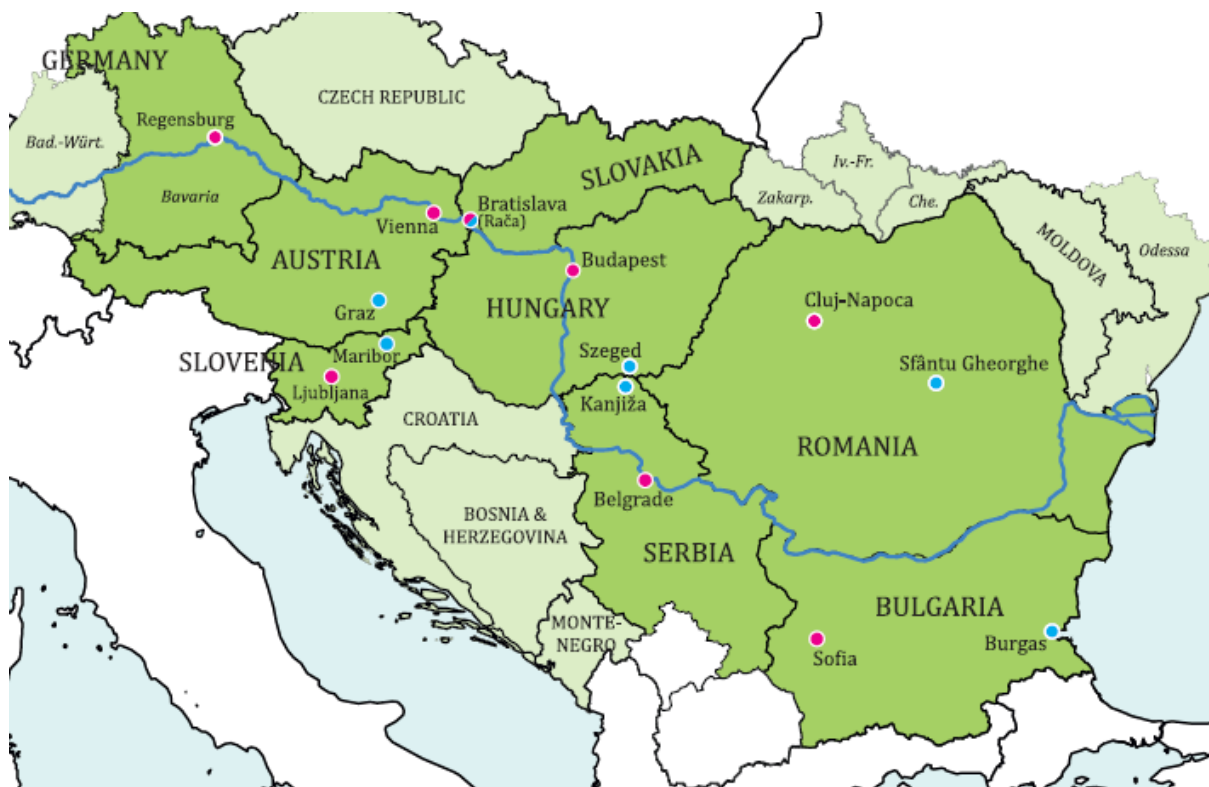 GERMANY
CZECH REPUBLIC
Regensburg
Bad.-Würt.
Bavaria
SLOVAKIA
Zakarp.
Iv.-Fr.
Che.
MOLDOVA
Odessa
Vienna
Bratislava
(Rača)
AUSTRIA
Budapest
HUNGARY
Graz
Cluj-Napoca
SLOVENIA
Maribor
Ljubljana
Szeged
Kanjiža
Sfântu Gheorghe
CROATIA
ROMANIA
Belgrade
BOSNIA &
HERZEGOVINA
SERBIA
BULGARIA
MONTE-
NEGRO
Sofia
Burgas